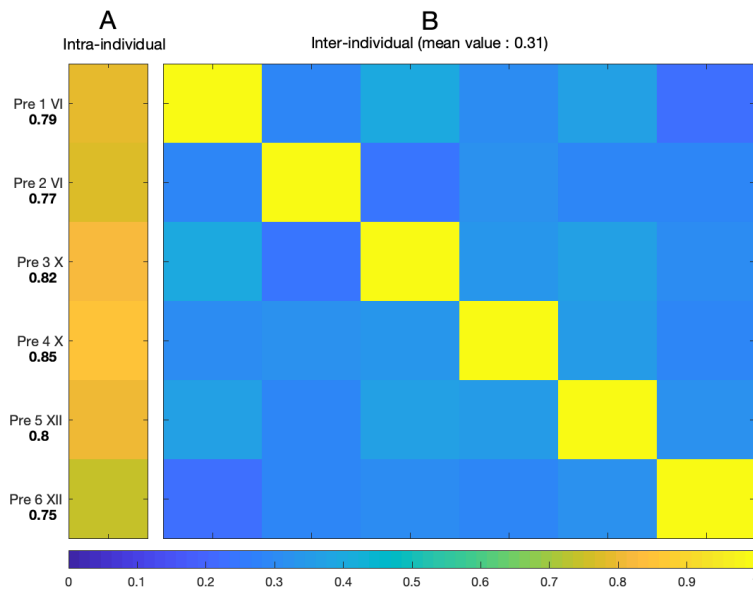 A
B
Intra-individual
Inter-individual (mean value : 0.31)
Pre 1 VI
0.79
Pre 2 VI
0.77
Pre 3 X
0.82
Pre 4 X
0.85
Pre 5 XII
0.8
Pre 6 XII
0.75
0 0.1 0.2 0.3 0.4 0.5 0.6 0.7 0.8 0.9